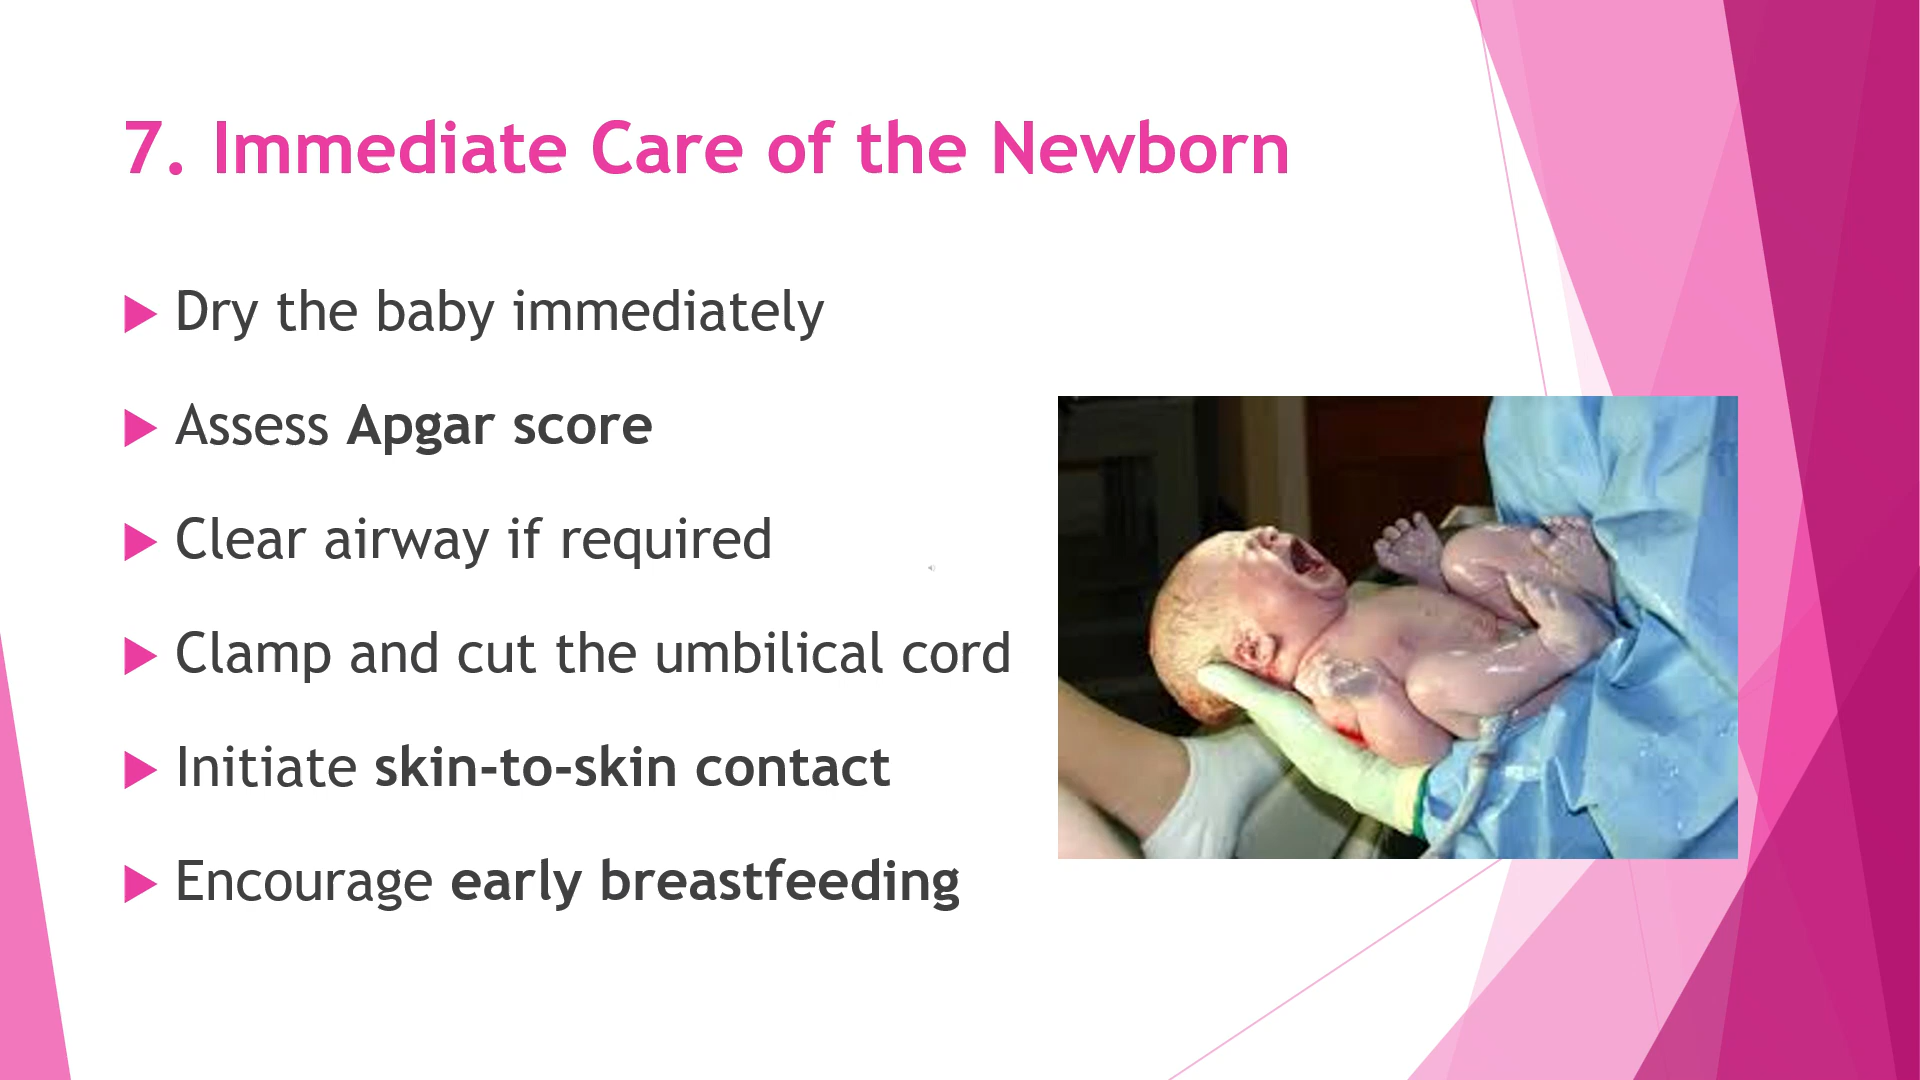 7. Immediate Care of the Newborn
Dry the baby immediately
Assess Apgar score
Clear airway if required
Clamp and cut the umbilical cord
Initiate skin-to-skin contact
Encourage early breastfeeding